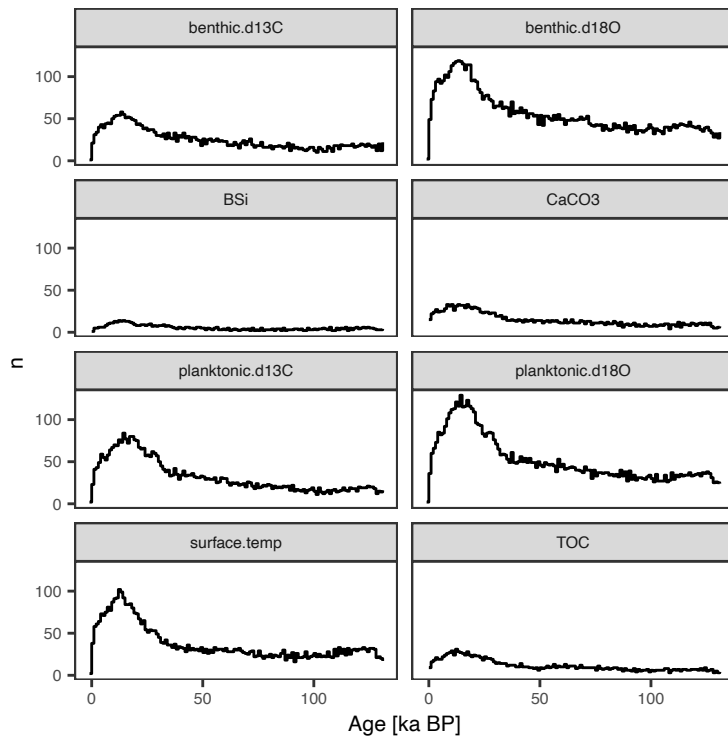 benthic.d13C
benthic.d18O
100
50
0
BSi
CaCO3
100
50
0
n
planktonic.d13C
planktonic.d18O
100
50
0
surface.temp
TOC
100
50
0
0
50
100
0
50
100
Age [ka BP]